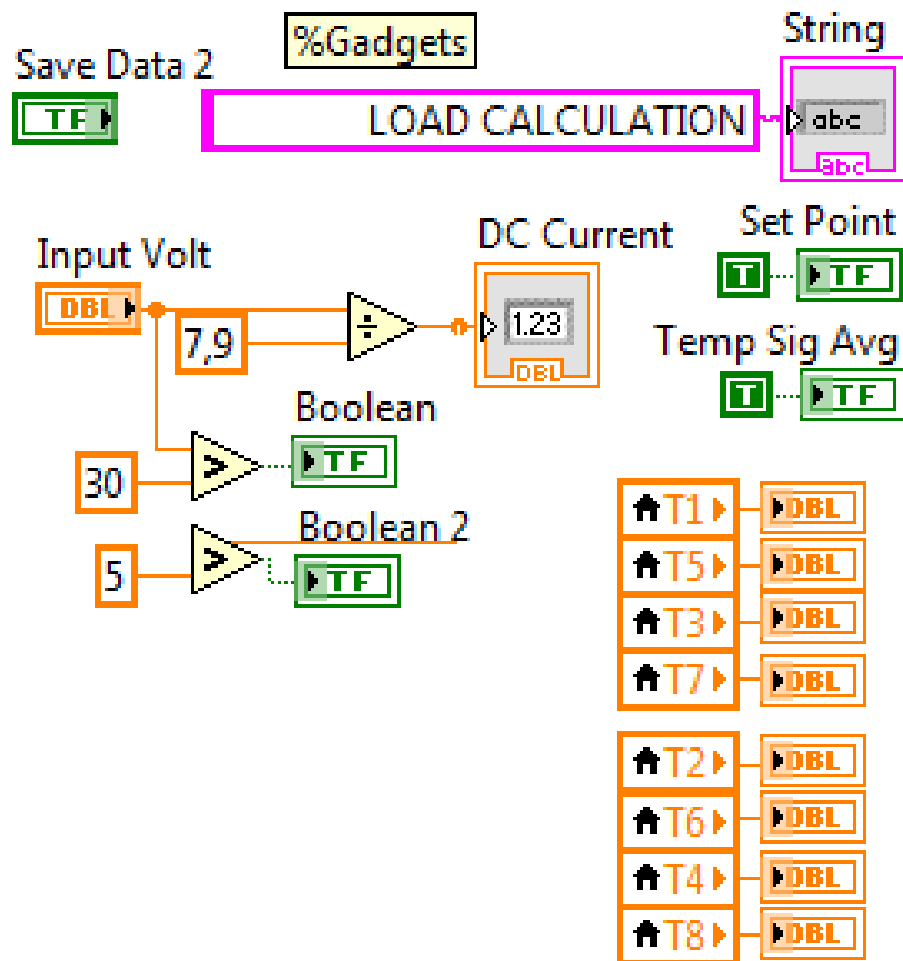 %Gadgets
String
Save Data 2
TF
LOAD CALCULATION
abc
abc
Set Point
DC Current
Input Volt
T
TF
DBL
7,9
÷
1.23
DBL
Temp Sig Avg
T
TF
Boolean
30
>
TF
Boolean 2
5
>
TF
T1 DBL
T5 DBL
T3 DBL
T7 DBL
T2 DBL
T6 DBL
T4 DBL
T8 DBL